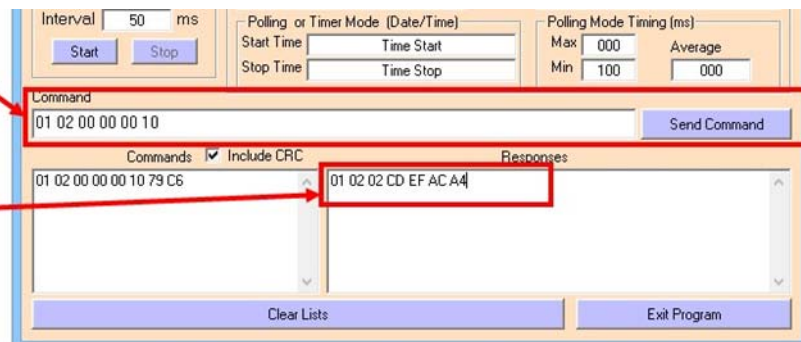 Interval 50 ms
Start Stop
Polling or Timer Mode (Date/Time)
Start Time Time Start
Stop Time Time Stop
Polling Mode Timing (ms)
Max 000 Average
Min 100 000
Command
01 02 00 00 00 10 Send Command
Commands Include CRC Responses
01 02 00 00 00 10 79 C6 01 02 02 CD EF AC A4
Clear Lists Exit Program